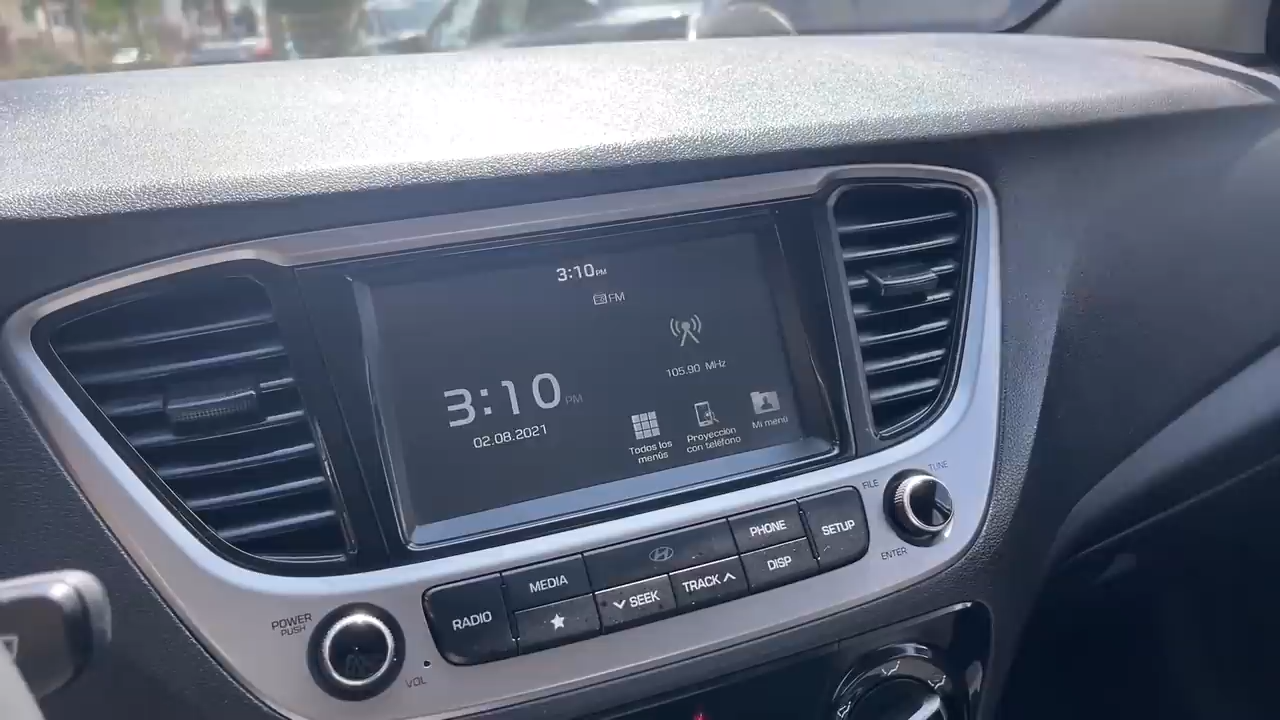 3:10 PM
FM
105.90 MHz
3:10 PM
02.08.2021
Todos los
menús
Proyección
con teléfono
Mi menú
POWER
PUSH
VOL
RADIO
MEDIA
SEEK
TRACK
PHONE
DISP
SETUP
FILE
TUNE
ENTER